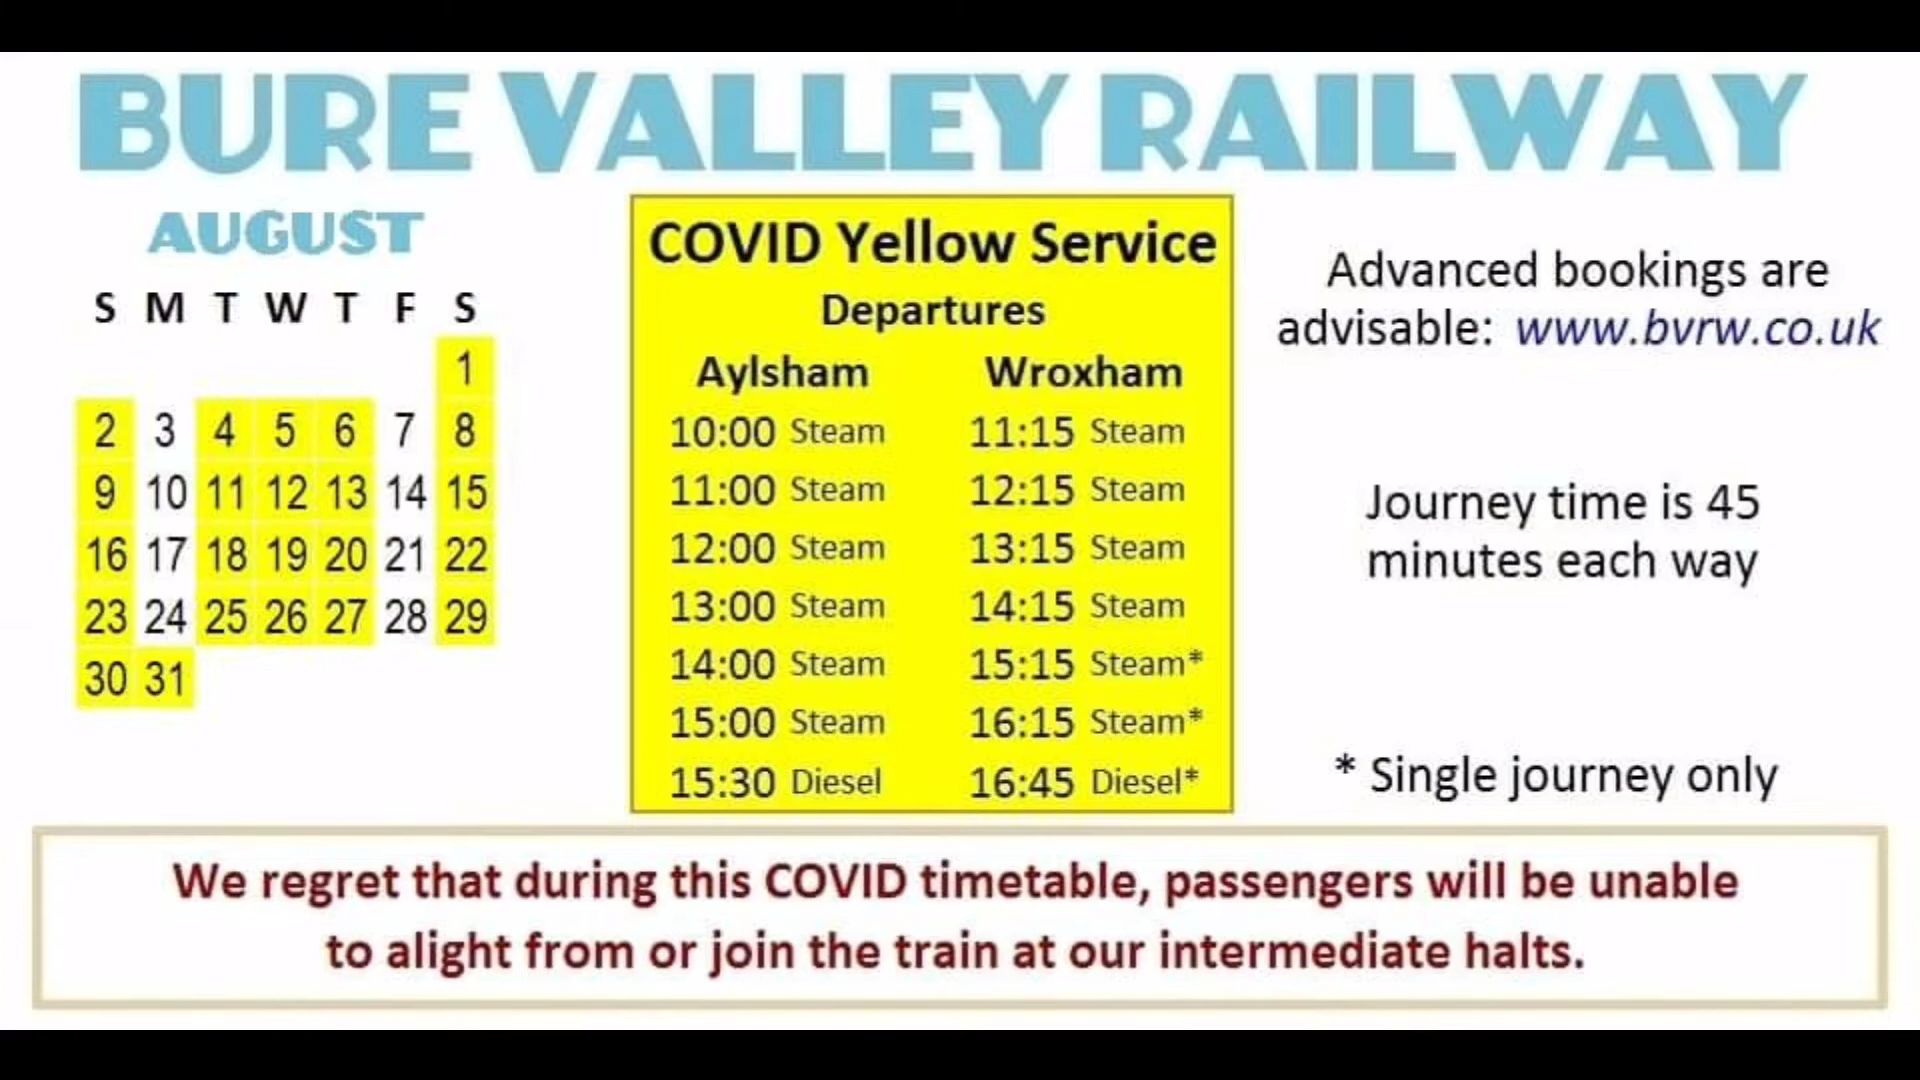 BURE VALLEY RAILWAY
AUGUST
S M T W T F S
1
2 3 4 5 6 7 8
9 10 11 12 13 14 15
16 17 18 19 20 21 22
23 24 25 26 27 28 29
30 31
COVID Yellow Service
Departures
Aylsham Wroxham
10:00 Steam 11:15 Steam
11:00 Steam 12:15 Steam
12:00 Steam 13:15 Steam
13:00 Steam 14:15 Steam
14:00 Steam 15:15 Steam*
15:00 Steam 16:15 Steam*
15:30 Diesel 16:45 Diesel*
Advanced bookings are
advisable: www.bvrw.co.uk
Journey time is 45
minutes each way
* Single journey only
We regret that during this COVID timetable, passengers will be unable
to alight from or join the train at our intermediate halts.